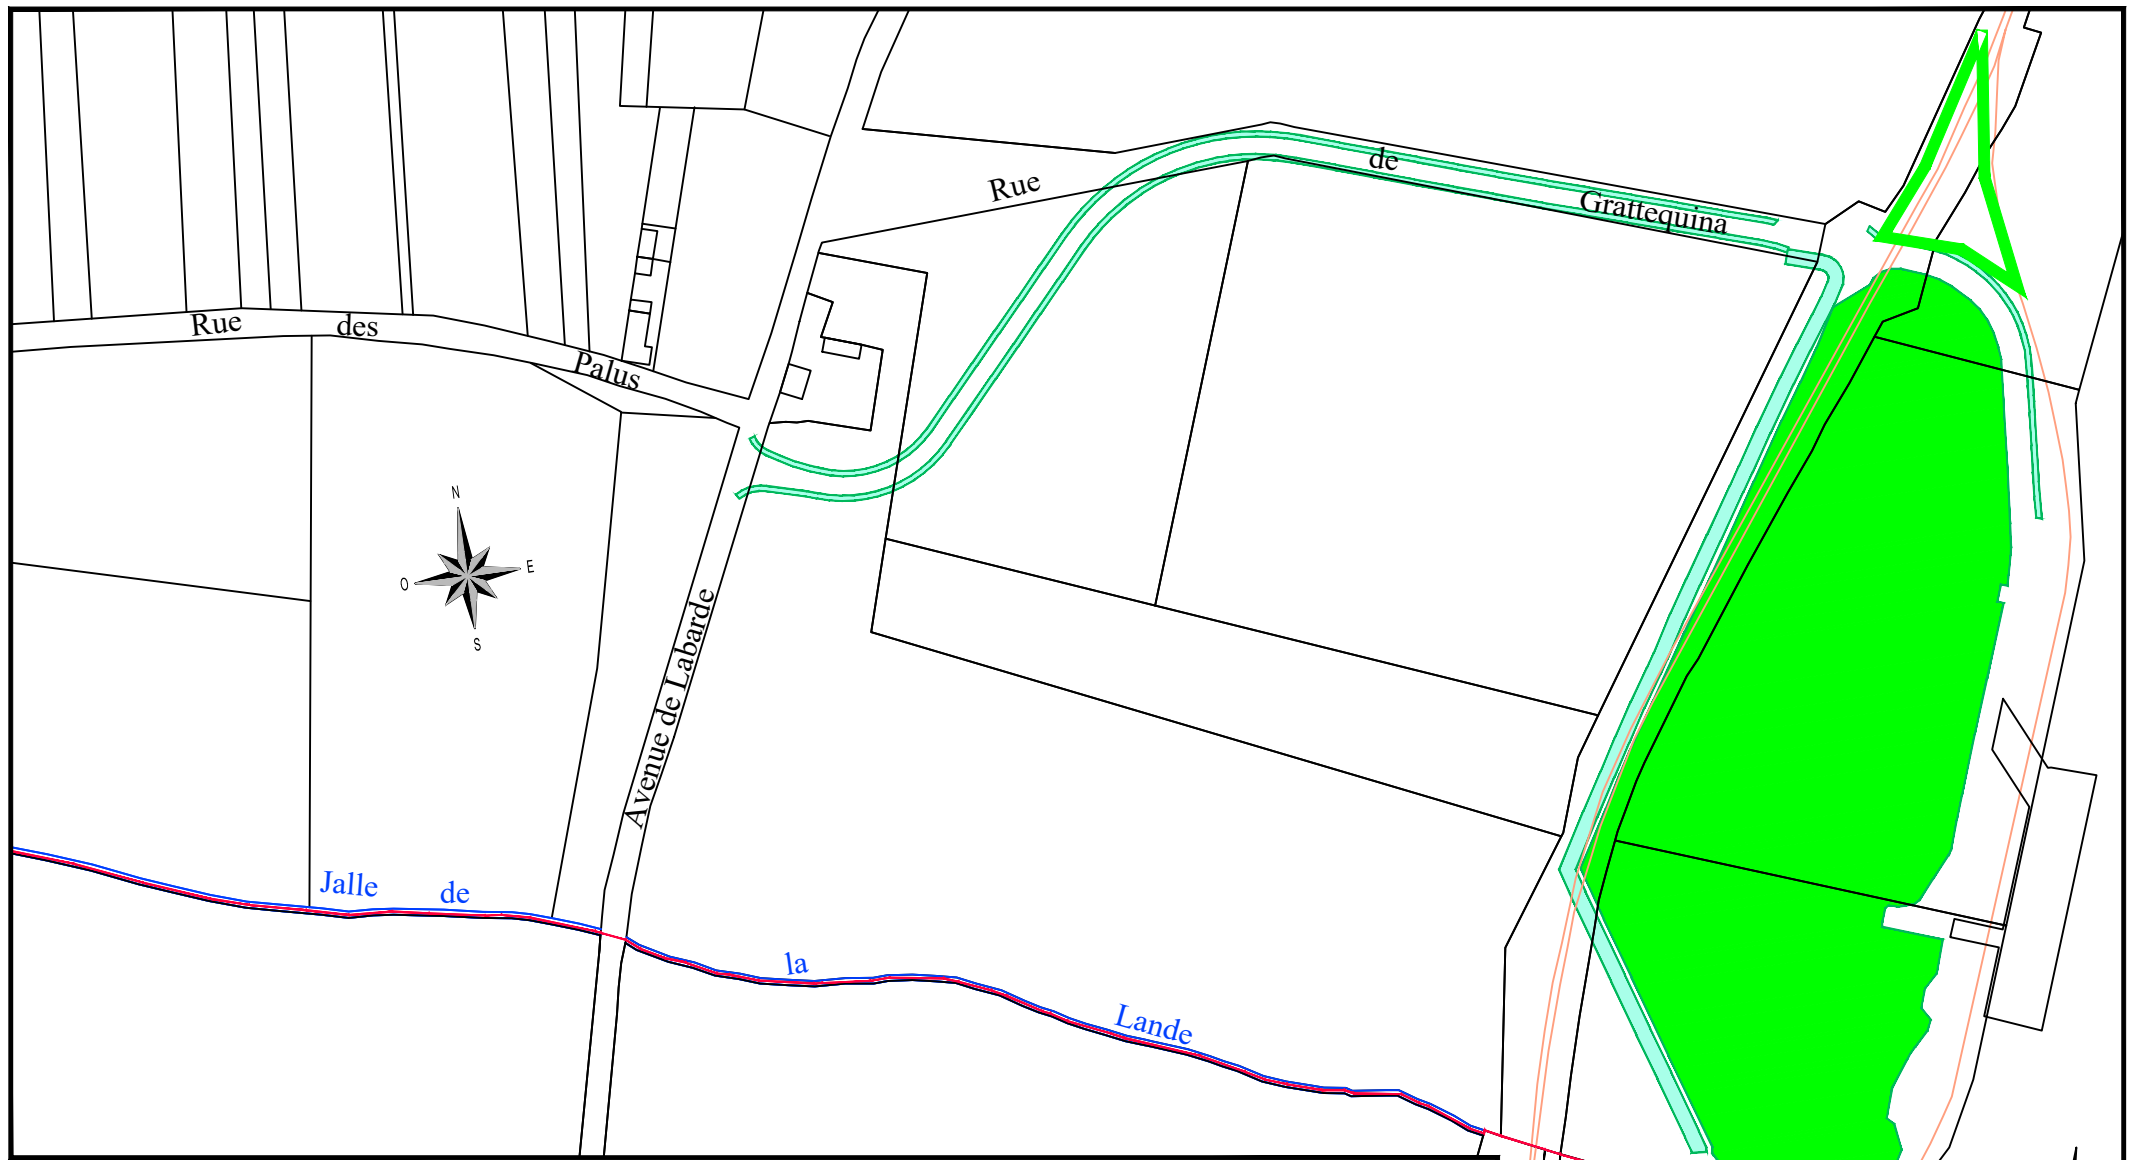 Rue de
Grattequina
Rue des
Palus
N
O E
S
Avenue de Labarde
Jalle de
la
Lande